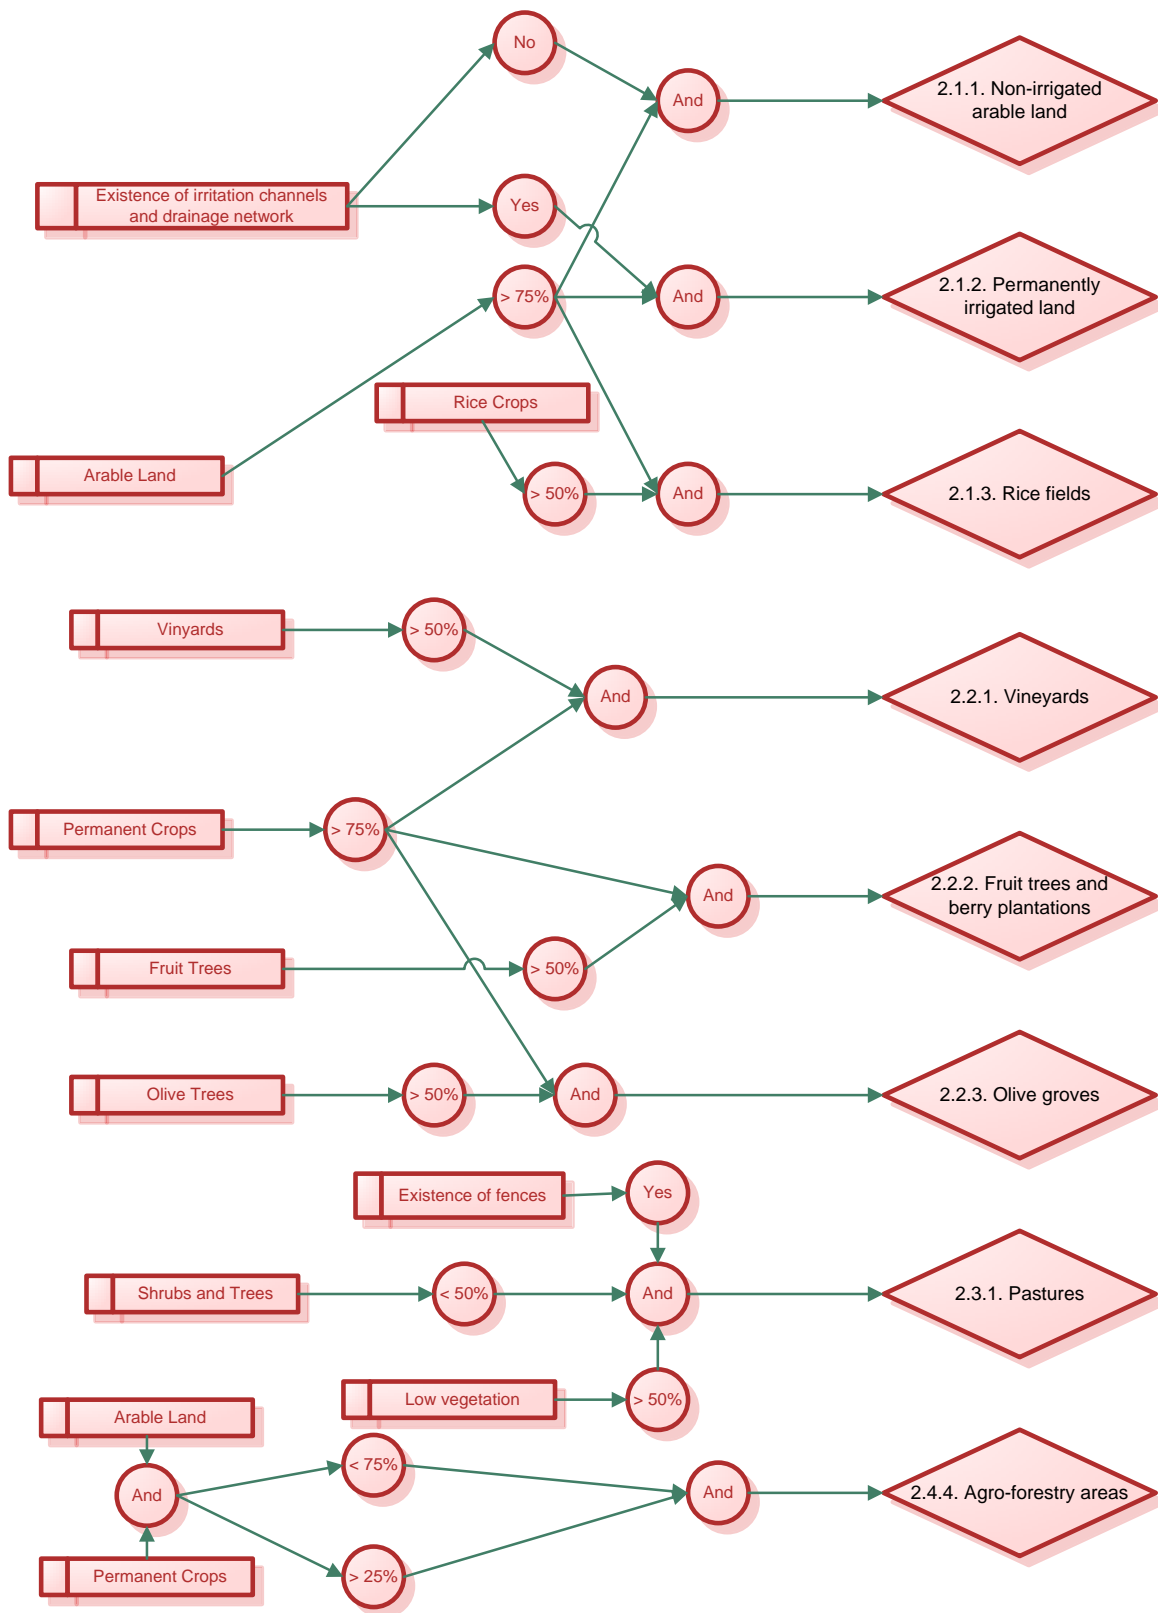 No
And
2.1.1. Non-irrigated
arable land
Existence of irritation channels
and drainage network
Yes
> 75%
And
2.1.2. Permanently
irrigated land
Rice Crops
Arable Land
> 50%
And
2.1.3. Rice fields
Vinyards
> 50%
And
2.2.1. Vineyards
Permanent Crops
> 75%
And
2.2.2. Fruit trees and
berry plantations
Fruit Trees
> 50%
Olive Trees
> 50%
And
2.2.3. Olive groves
Existence of fences
Yes
Shrubs and Trees
< 50%
And
2.3.1. Pastures
Low vegetation
> 50%
Arable Land
And
< 75%
And
2.4.4. Agro-forestry areas
Permanent Crops
> 25%